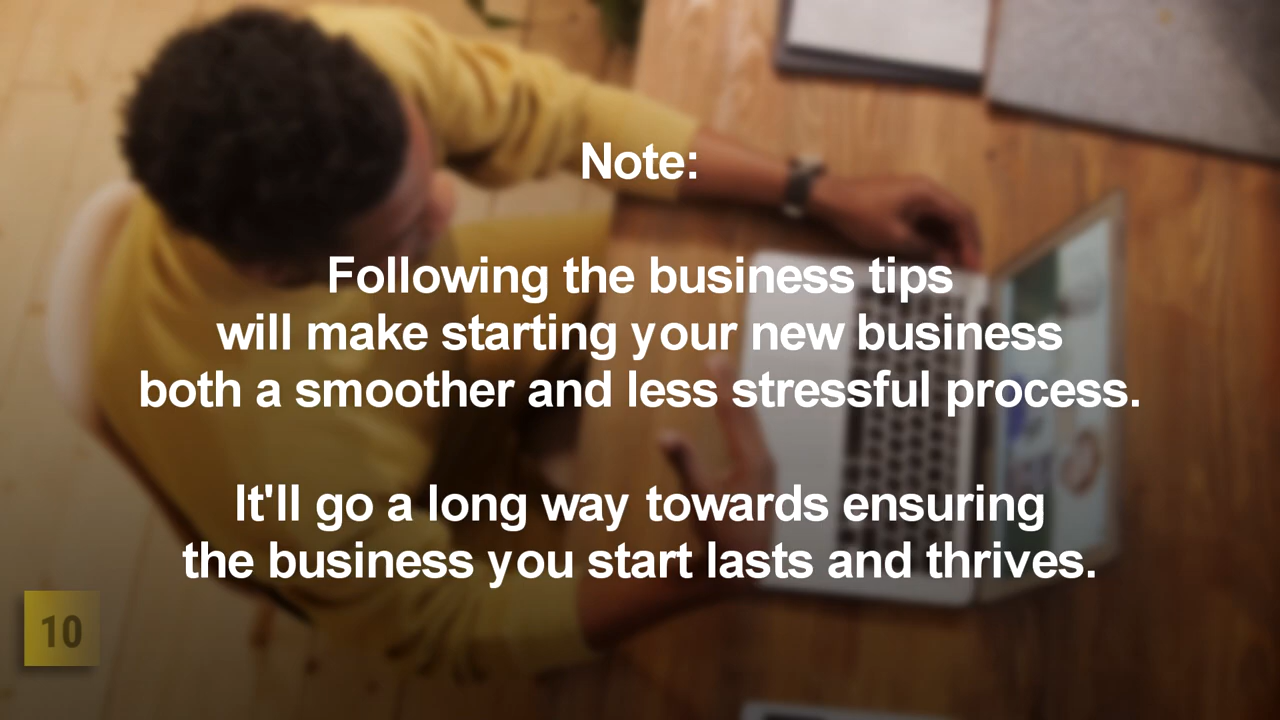 Note:
Following the business tips
will make starting your new business
both a smoother and less stressful process.
It'll go a long way towards ensuring
the business you start lasts and thrives.
10